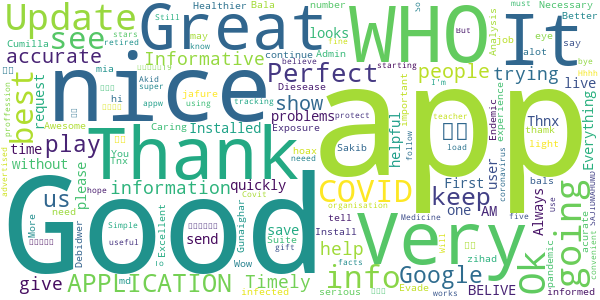 Update
Great
WHO
It
nice
app
Good
Thank
Very
see
best
accurate
Informative
Perfect
show
looks
people
trying
play
us
information
quickly
COVID
keep
going
Ok
info
Google
APPLICATION
Timely
give
send
save
Suite
help
helpful
user
Always
Everything
live
Thnx
problems
Installed
please
request
time
without
First
one
AM
BELIVE
Evade
zihad
tell
Install
serious
facts
Exposure
Diesease
Sakib
hoax
neeed
important
follow
experience
coronavirus
Endemic
Analysis
job
eye
say
alot
must
Better
Necessary
Healthier
Bala
number
Admin
continue
may
know
Still
stars
retired
Cumilla
mia
hi
Akid
super
appw
using
tracking
believe
fine
But
So
I'm
starting
protect
teacher
load
light
thamk
bye
informed
pandemic
convenient
acurate
bals
Use
Will
works
five
Medicine
organisation
Covit
gift
Gunaighar
Wow
Excellent
to
Simple
useful
hope
infected
Debidwer
need
More
You
Tnx
Caring
Awesome
jafure
proffession
advertised